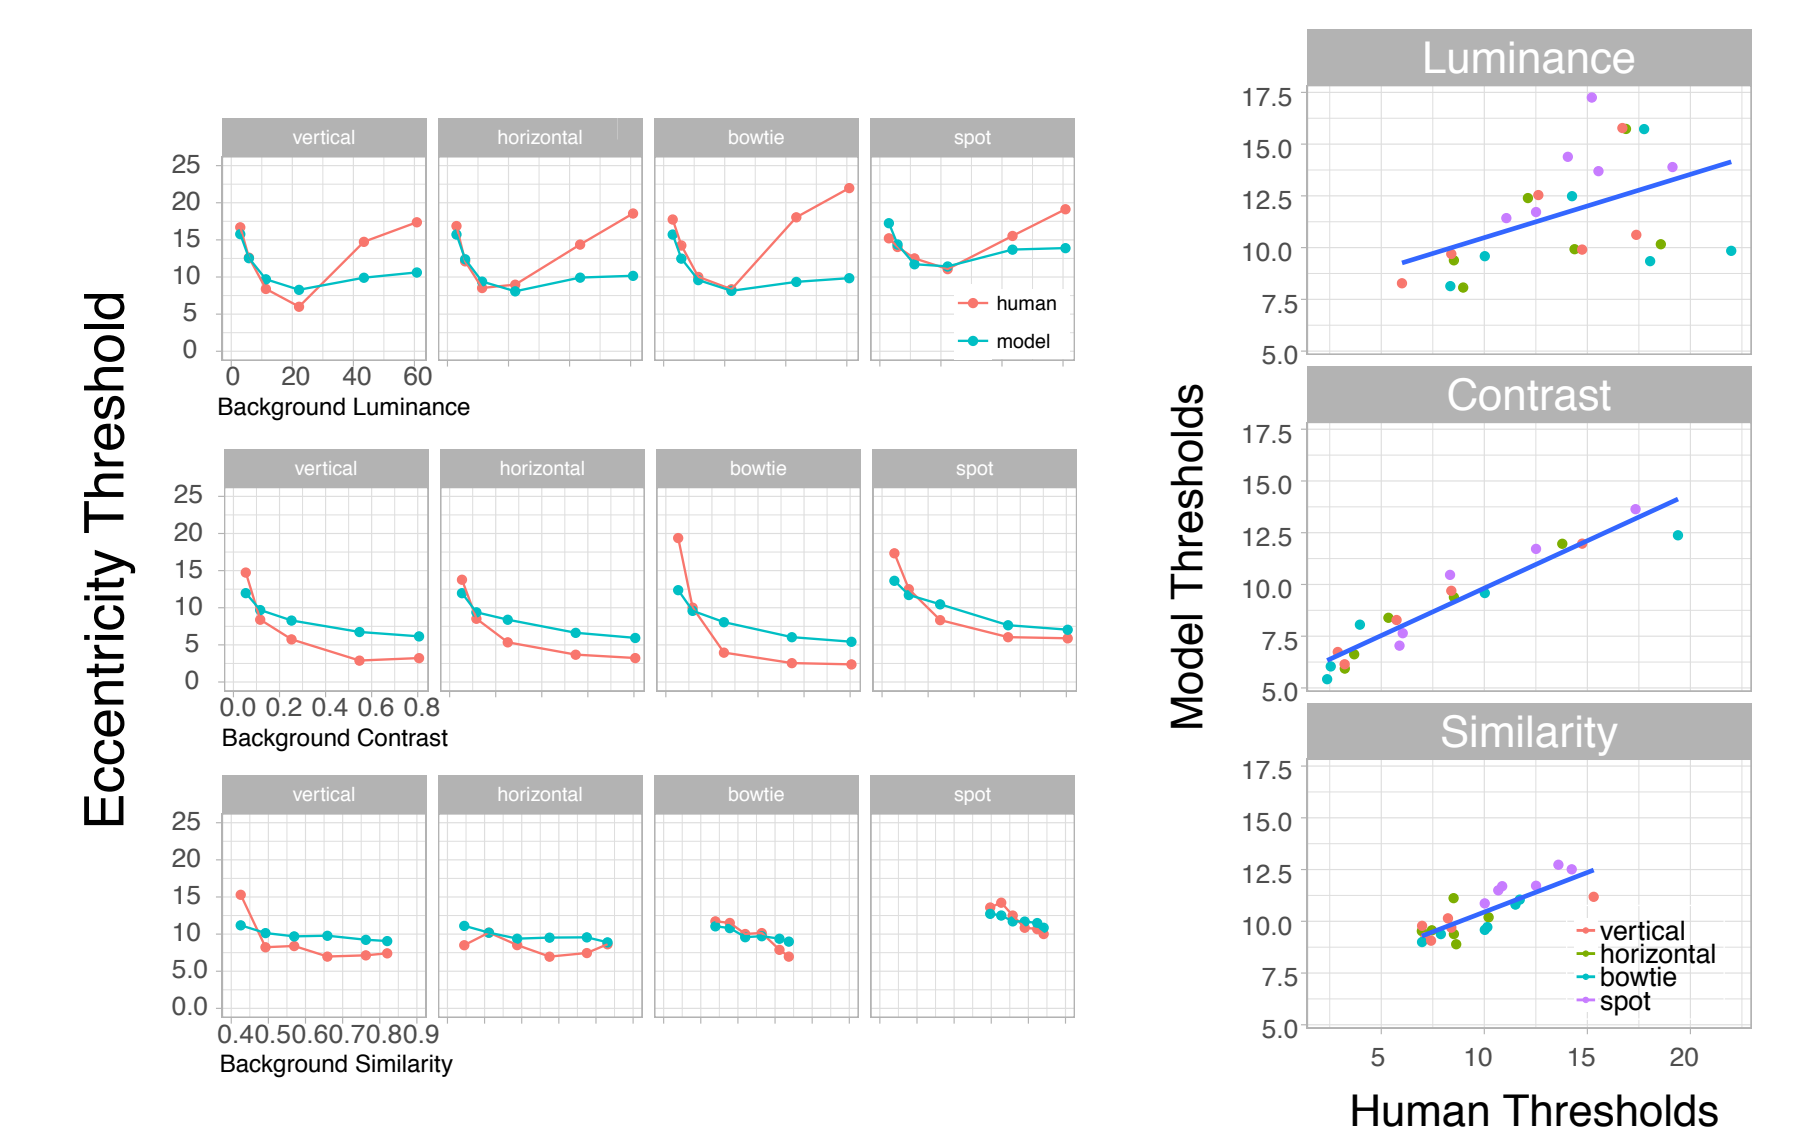 Eccentricity Threshold
vertical horizontal bowtie spot
25
20
15
10
5
0
human
model
0 20 40 60
Background Luminance
vertical horizontal bowtie spot
25
20
15
10
5
0
0.0 0.2 0.4 0.6 0.8
Background Contrast
vertical horizontal bowtie spot
25
20
15
10
5.0
0.0
0.40.50.60.70.80.9
Background Similarity
Model Thresholds
Luminance
17.5
15.0
12.5
10.0
7.5
5.0
Contrast
17.5
15.0
12.5
10.0
7.5
5.0
Similarity
17.5
15.0
12.5
10.0
7.5
5.0
vertical
horizontal
bowtie
spot
5 10 15 20
Human Thresholds